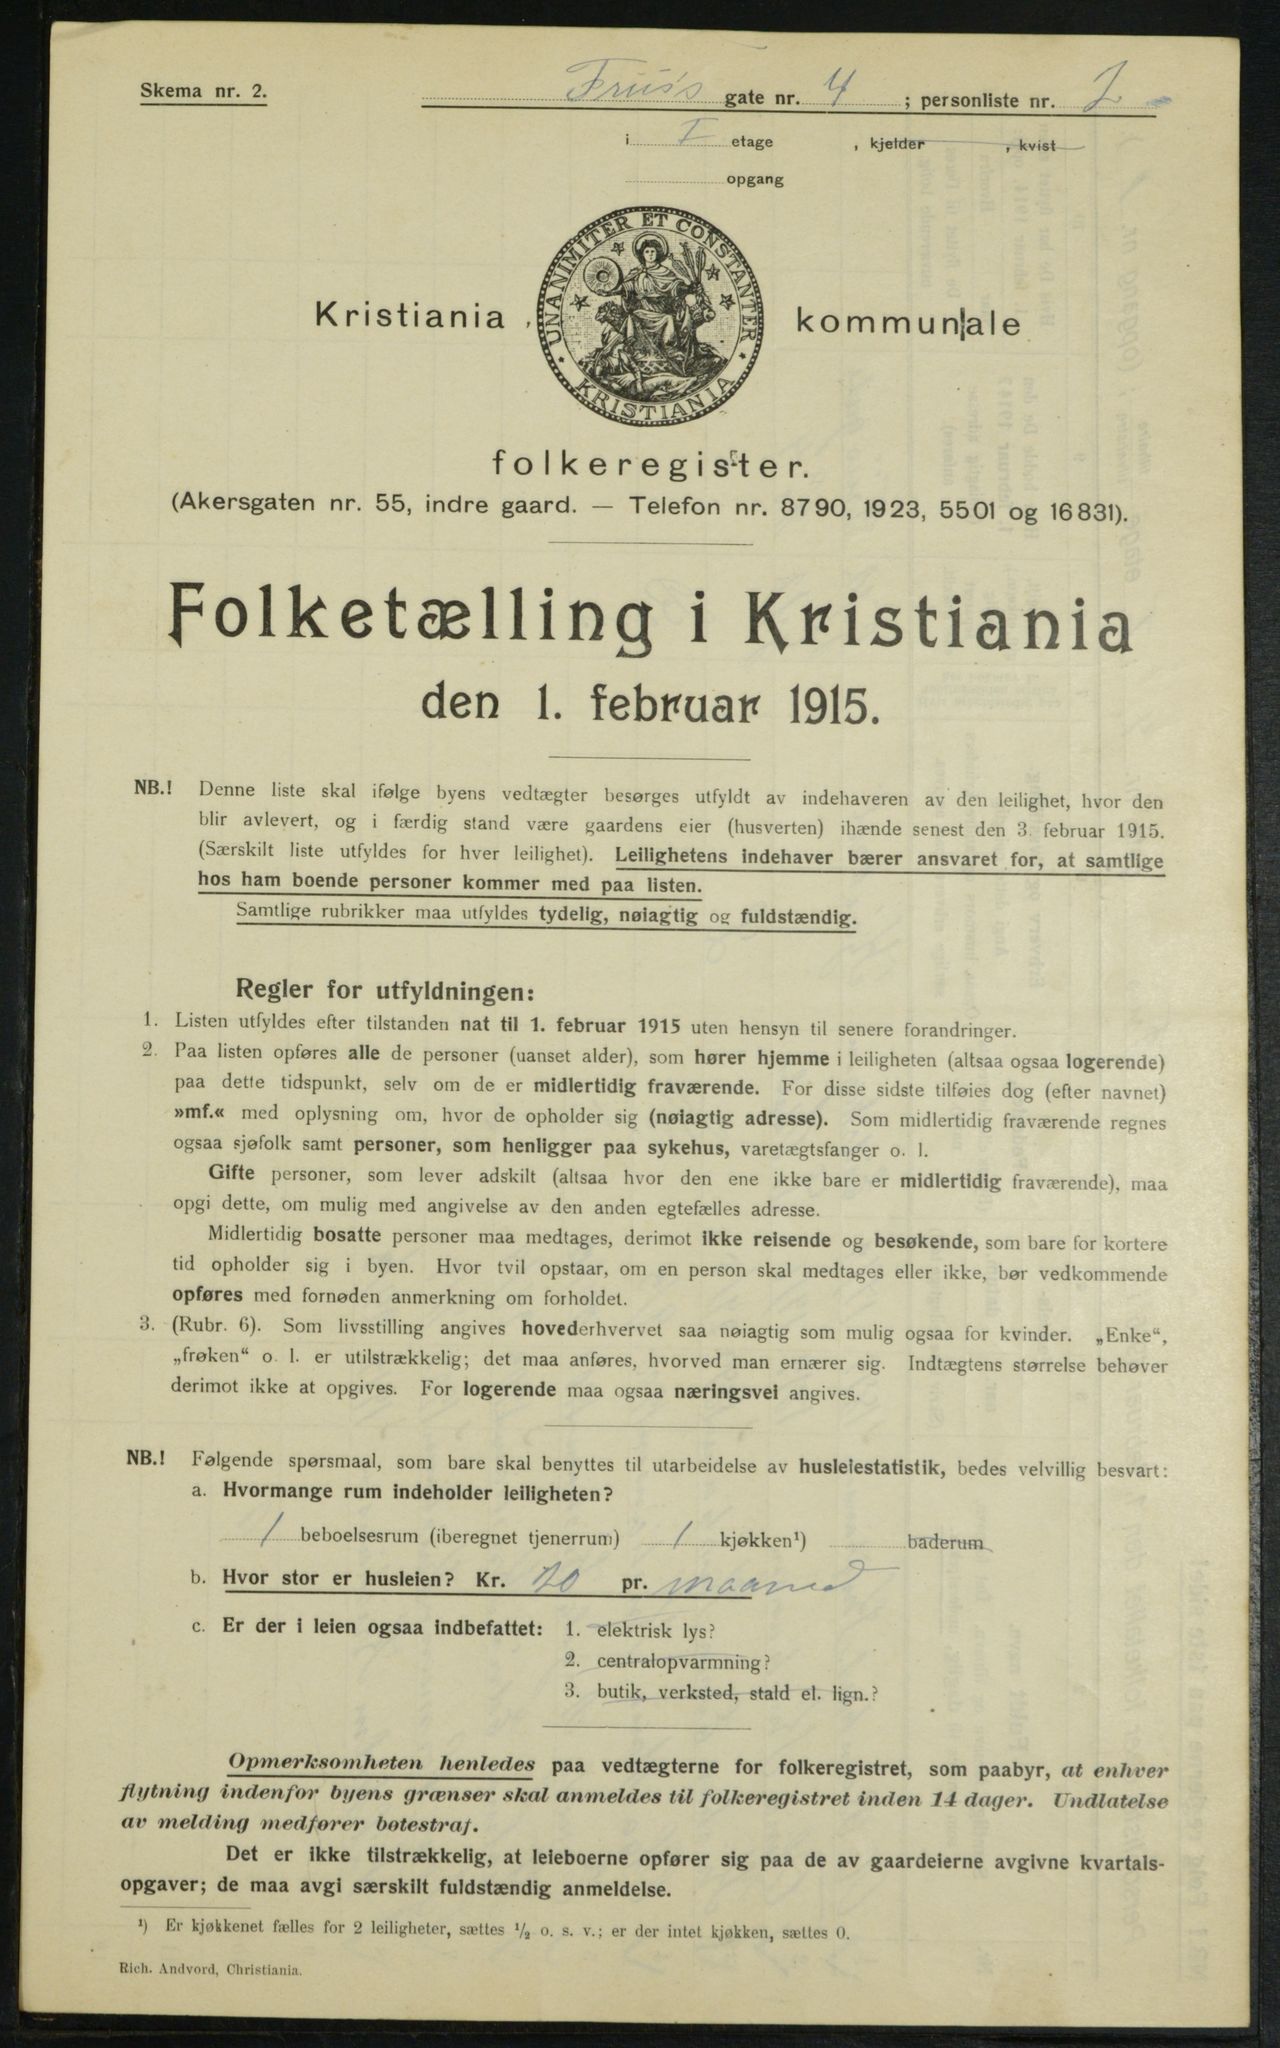 Skema nr. 2.
Friis's gate nr. 4 ; personliste nr. 2
i I etage , kjelder , kvist
opgang
UNANIMITER ET CONSTANTER
KRISTIANIA
Kristiania kommunale
folkeregister.
(Akersgaten nr. 55, indre gaard. — Telefon nr. 8790, 1923, 5501 og 16831).
Folketælling i Kristiania
den 1. februar 1915.
NB.! Denne liste skal ifølge byens vedtægter besørges utfyldt av indehaveren av den leilighet, hvor den
blir avlevert, og i færdig stand være gaardens eier (husverten) ihænde senest den 3. februar 1915.
(Særskilt liste utfyldes for hver leilighet). Leilighetens indehaver bærer ansvaret for, at samtlige
hos ham boende personer kommer med paa listen.
Samtlige rubrikker maa utfyldes tydelig, nøiagtig og fuldstændig.
Regler for utfyldningen:
1. Listen utfyldes efter tilstanden nat til 1. februar 1915 uten hensyn til senere forandringer.
2. Paa listen opføres alle de personer (uanset alder), som hører hjemme i leiligheten (altsaa ogsaa logerende)
paa dette tidspunkt, selv om de er midlertidig fraværende. For disse sidste tilføies dog (efter navnet)
»mf.« med oplysning om, hvor de opholder sig (nøiagtig adresse). Som midlertidig fraværende regnes
ogsaa sjøfolk samt personer, som henligger paa sykehus, varetægtsfanger o. l.
Gifte personer, som lever adskilt (altsaa hvor den ene ikke bare er midlertidig fraværende), maa
opgi dette, om mulig med angivelse av den anden egtefælles adresse.
Midlertidig bosatte personer maa medtages, derimot ikke reisende og besøkende, som bare for kortere
tid opholder sig i byen. Hvor tvil opstaar, om en person skal medtages eller ikke, bør vedkommende
opføres med fornøden anmerkning om forholdet.
3. (Rubr. 6). Som livsstilling angives hovederhvervet saa nøiagtig som mulig ogsaa for kvinder. „Enke“,
„frøken“ o. l. er utilstrækkelig; det maa anføres, hvorved man ernærer sig. Indtægtens størrelse behøver
derimot ikke at opgives. For logerende maa ogsaa næringsvei angives.
NB.! Følgende spørsmaal, som bare skal benyttes til utarbeidelse av husleiestatistik, bedes velvillig besvart:
a. Hvormange rum indeholder leiligheten?
1 beboelsesrum (iberegnet tjenerrum) 1 kjøkken¹) baderum
b. Hvor stor er husleien? Kr. 20 pr. maaned
c. Er der i leien ogsaa indbefattet: 1. elektrisk lys?
2. centralopvarmning?
3. butik, verksted, stald el. lign.?
Opmerksomheten henledes paa vedtægterne for folkeregistret, som paabyr, at enhver
flytning indenfor byens grænser skal anmeldes til folkeregistret inden 14 dager. Undlatelse
av melding medfører bøtestraf.
Det er ikke tilstrækkelig, at leieboerne opfører sig paa de av gaardeierne avgivne kvartals-
opgaver; de maa avgi særskilt fuldstændig anmeldelse.
¹) Er kjøkkenet fælles for 2 leiligheter, sættes ½ o. s. v.; er der intet kjøkken, sættes 0.
Rich. Andvord, Christiania.